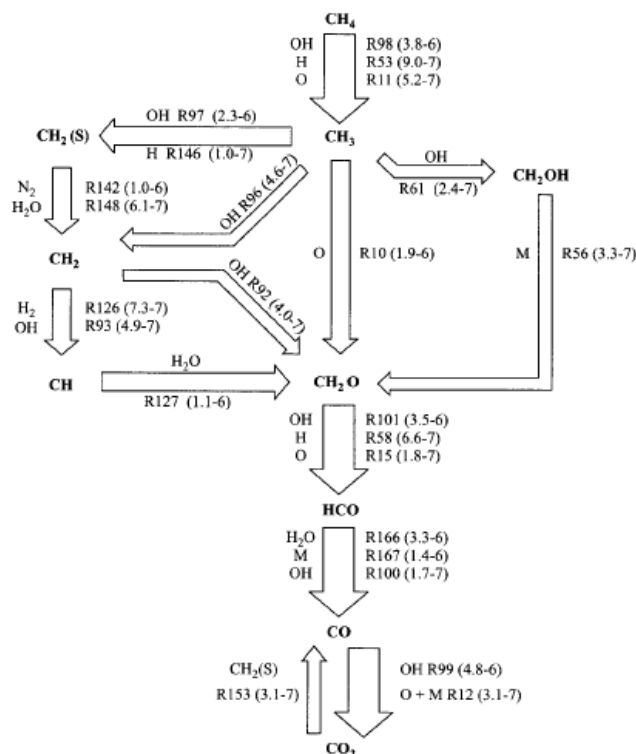 CH₄
OH R98 (3.8-6)
H R53 (9.0-7)
O R11 (5.2-7)
OH R97 (2.3-6)
CH₂(S) CH₃
H R146 (1.0-7)
OH
R61 (2.4-7)
CH₂OH
N₂ R142 (1.0-6)
H₂O R148 (6.1-7)
OH R96 (4.6-7)
CH₂
O R10 (1.9-6)
M R56 (3.3-7)
OH R92 (4.0-7)
H₂ R126 (7.3-7)
OH R93 (4.9-7)
H₂O
CH CH₂O
R127 (1.1-6)
OH R101 (3.5-6)
H R58 (6.6-7)
O R15 (1.8-7)
HCO
H₂O R166 (3.3-6)
M R167 (1.4-6)
OH R100 (1.7-7)
CO
CH₂(S) OH R99 (4.8-6)
R153 (3.1-7) O + M R12 (3.1-7)
CO₂